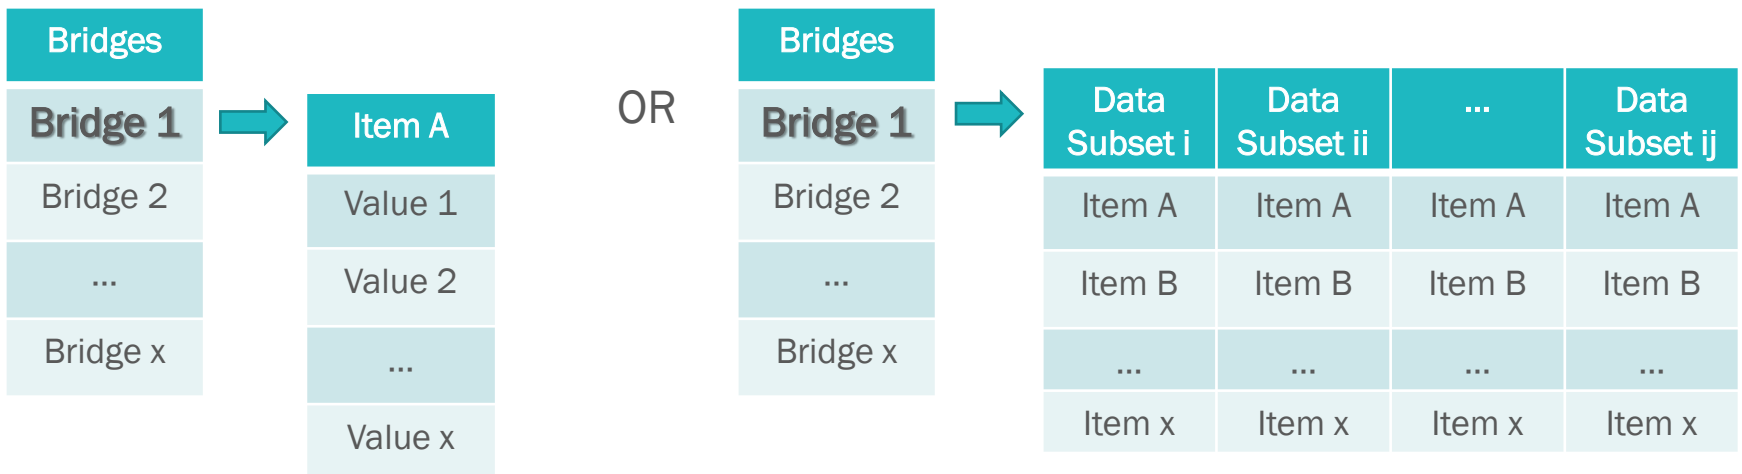 Bridges
Bridge 1
Bridge 2
...
Bridge x
Item A
Value 1
Value 2
...
Value x
OR
Bridges
Bridge 1
Bridge 2
...
Bridge x
Data Subset i
Data Subset ii
...
Data Subset ij
Item A Item A Item A Item A
Item B Item B Item B Item B
... ... ... ...
Item x Item x Item x Item x